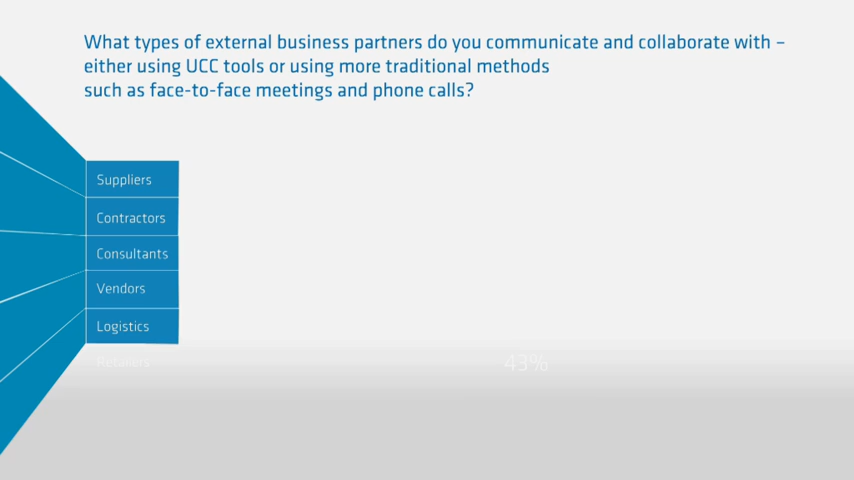 What types of external business partners do you communicate and collaborate with –
either using UCC tools or using more traditional methods
such as face-to-face meetings and phone calls?
Suppliers
Contractors
Consultants
Vendors
Logistics
Retailers
43%